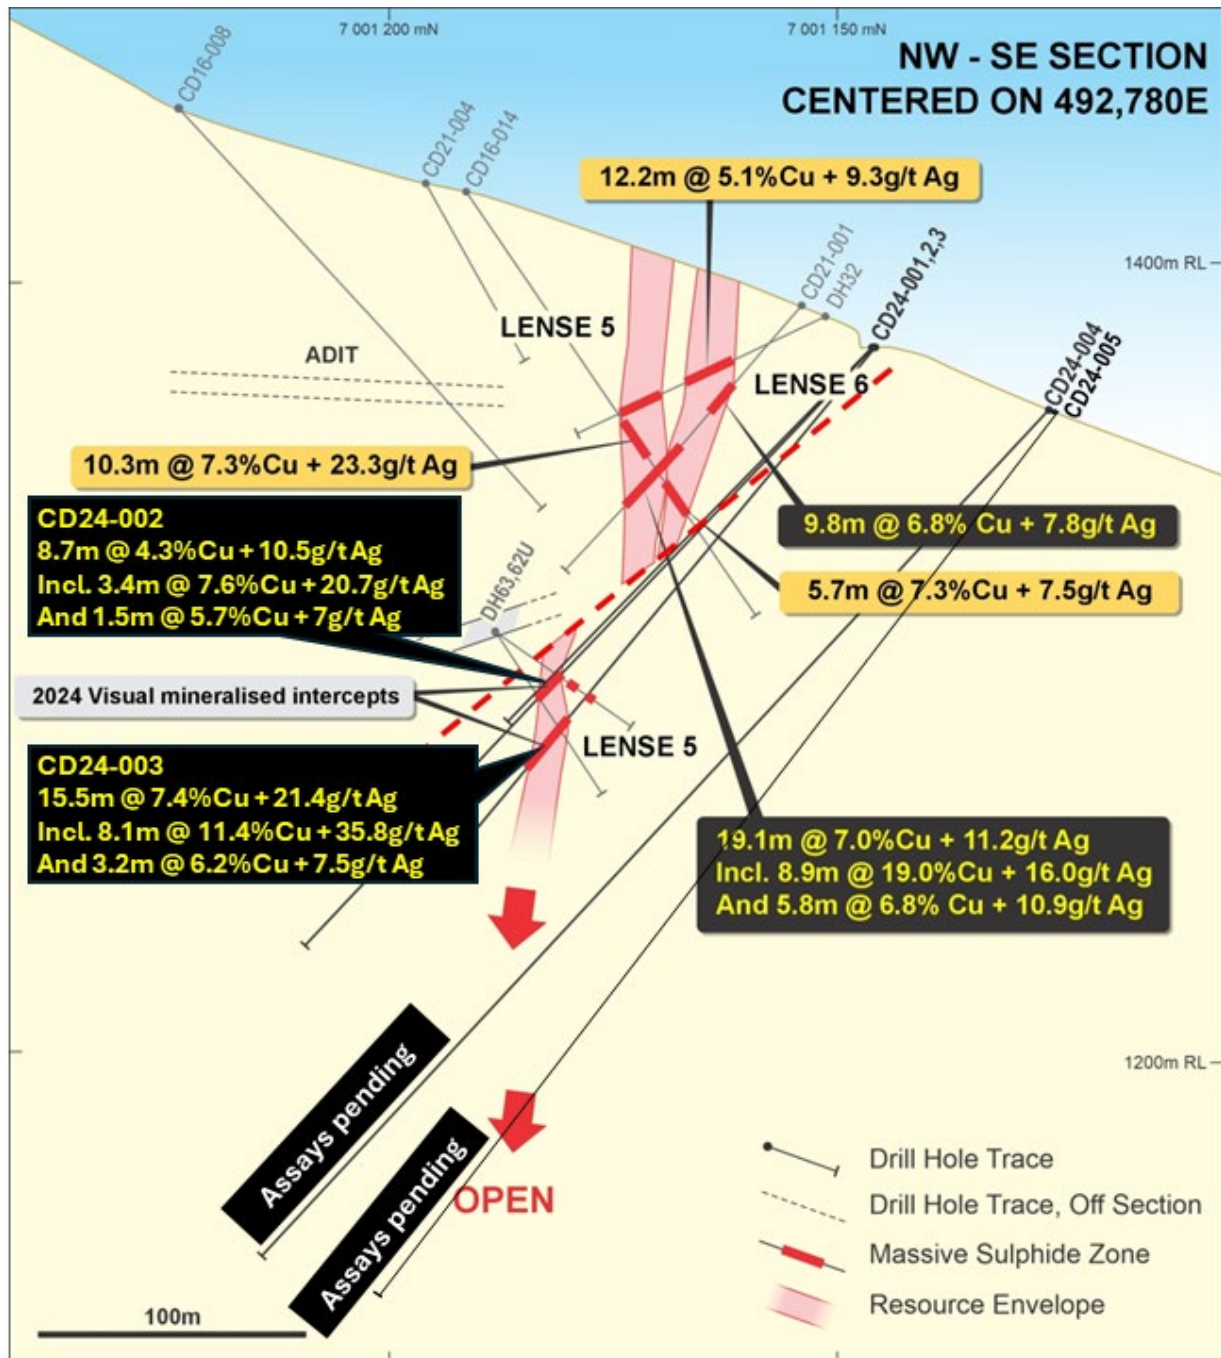 7 001 200 mN
7 001 150 mN
NW - SE SECTION
CENTERED ON 492,780E
CD16-008
CD21-004
CD16-014
12.2m @ 5.1%Cu + 9.3g/t Ag
CD21-001
DH32
CD24-001,2,3
1400m RL
LENSE 5
ADIT
LENSE 6
CD24-004
CD24-005
10.3m @ 7.3%Cu + 23.3g/t Ag
CD24-002
8.7m @ 4.3%Cu + 10.5g/t Ag
Incl. 3.4m @ 7.6%Cu + 20.7g/t Ag
And 1.5m @ 5.7%Cu + 7g/t Ag
DH63,62U
9.8m @ 6.8% Cu + 7.8g/t Ag
5.7m @ 7.3%Cu + 7.5g/t Ag
2024 Visual mineralised intercepts
LENSE 5
CD24-003
15.5m @ 7.4%Cu + 21.4g/t Ag
Incl. 8.1m @ 11.4%Cu + 35.8g/t Ag
And 3.2m @ 6.2%Cu + 7.5g/t Ag
19.1m @ 7.0%Cu + 11.2g/t Ag
Incl. 8.9m @ 19.0%Cu + 16.0g/t Ag
And 5.8m @ 6.8% Cu + 10.9g/t Ag
1200m RL
Assays pending
Assays pending
OPEN
Drill Hole Trace
Drill Hole Trace, Off Section
Massive Sulphide Zone
Resource Envelope
100m